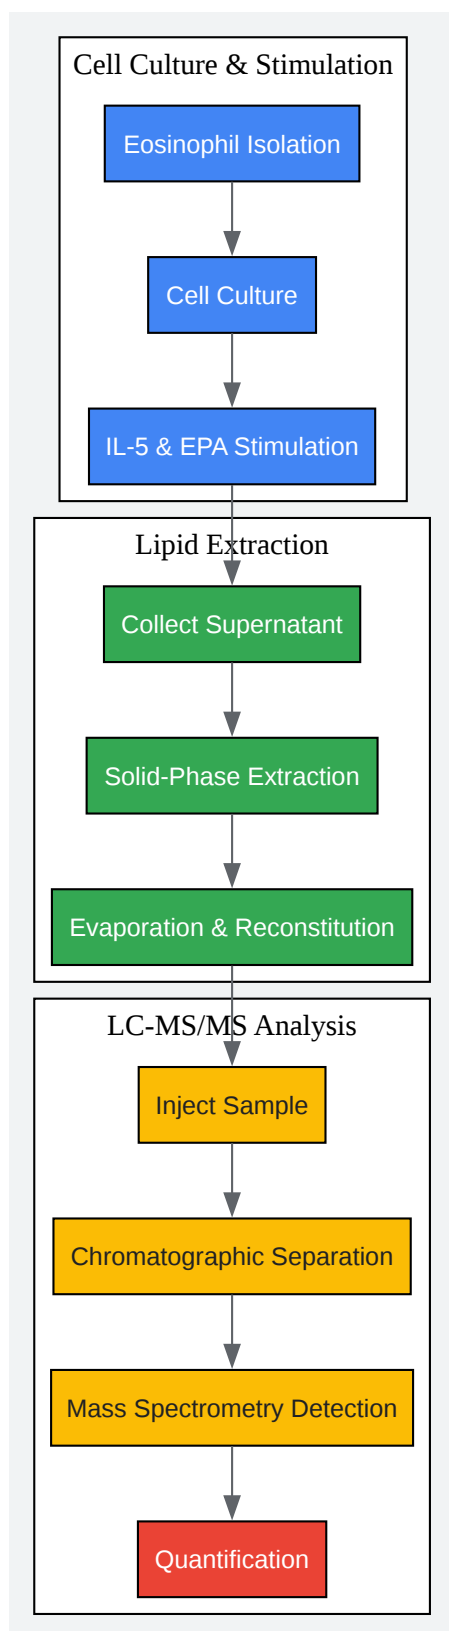 Cell Culture & Stimulation
Eosinophil Isolation
Cell Culture
IL-5 & EPA Stimulation
Lipid Extraction
Collect Supernatant
Solid-Phase Extraction
Evaporation & Reconstitution
LC-MS/MS Analysis
Inject Sample
Chromatographic Separation
Mass Spectrometry Detection
Quantification